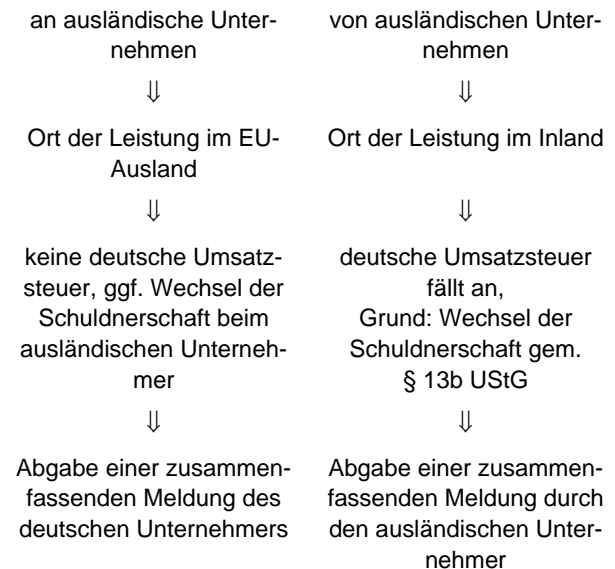 an ausländische Unter-
nehmen
⇓
Ort der Leistung im EU-
Ausland
⇓
keine deutsche Umsatz-
steuer, ggf. Wechsel der
Schuldnerschaft beim
ausländischen Unterneh-
mer
⇓
Abgabe einer zusammen-
fassenden Meldung des
deutschen Unternehmers
von ausländischen Unter-
nehmen
⇓
Ort der Leistung im Inland
⇓
deutsche Umsatzsteuer
fällt an,
Grund: Wechsel der
Schuldnerschaft gem.
§ 13b UStG
⇓
Abgabe einer zusammen-
fassenden Meldung durch
den ausländischen Unter-
nehmer